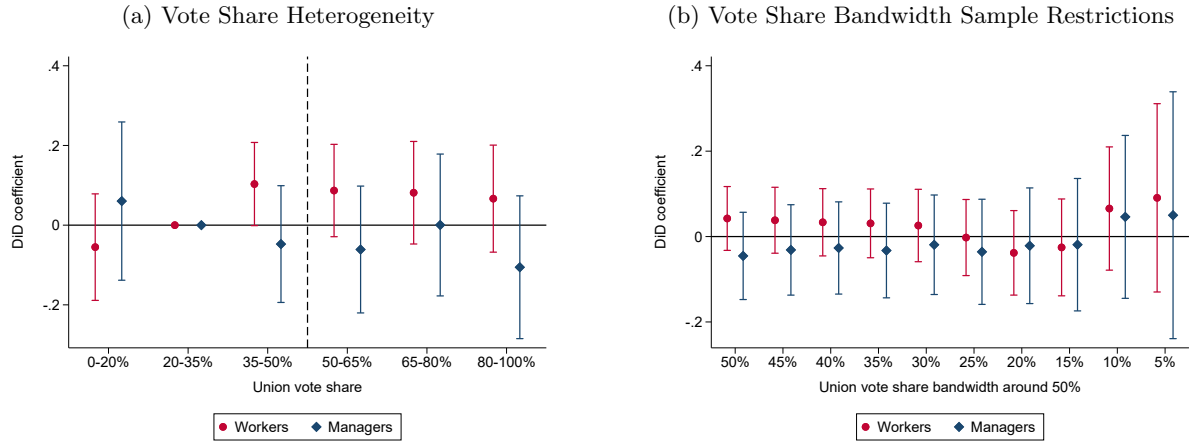 (a) Vote Share Heterogeneity
.4
.2
0
-.2
DiD coefficient
0-20% 20-35% 35-50% 50-65% 65-80% 80-100%
Union vote share
Workers Managers
(b) Vote Share Bandwidth Sample Restrictions
.4
.2
0
-.2
DiD coefficient
50% 45% 40% 35% 30% 25% 20% 15% 10% 5%
Union vote share bandwidth around 50%
Workers Managers